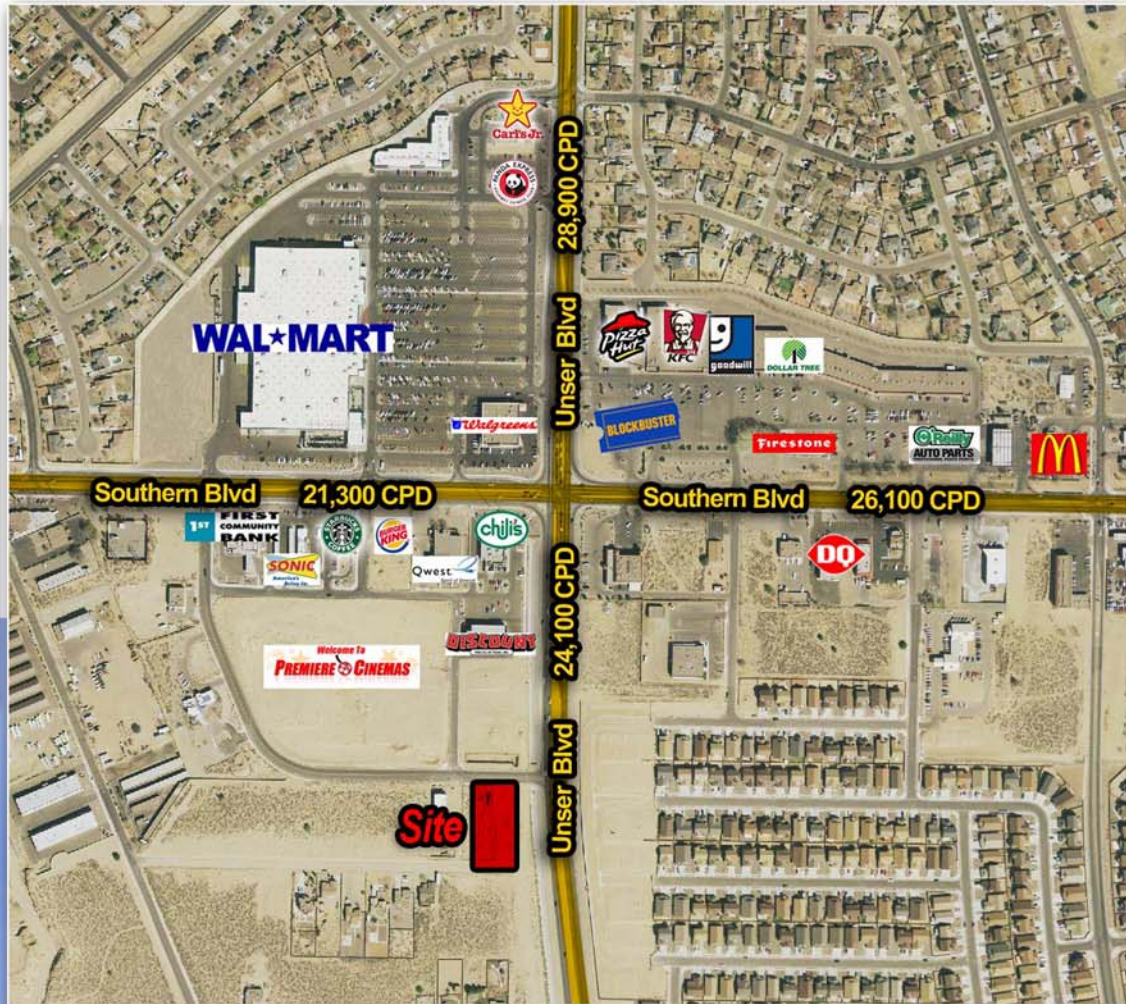 Carl's Jr.
PANDA EXPRESS
28,900 CPD
Unser Blvd
WAL★MART
Pizza
Hut
KFC
goodwill
DOLLAR TREE
Walgreens
BLOCKBUSTER
Firestone
O'Reilly
AUTO PARTS
Southern Blvd 21,300 CPD
Southern Blvd 26,100 CPD
1ST
FIRST
COMMUNITY
BANK
STARBUCKS
COFFEE
BURGER
KING
chili's
SONIC
America's
Qwest
DQ
24,100 CPD
DISCOUNT
Welcome To
PREMIERE CINEMAS
Unser Blvd
Site